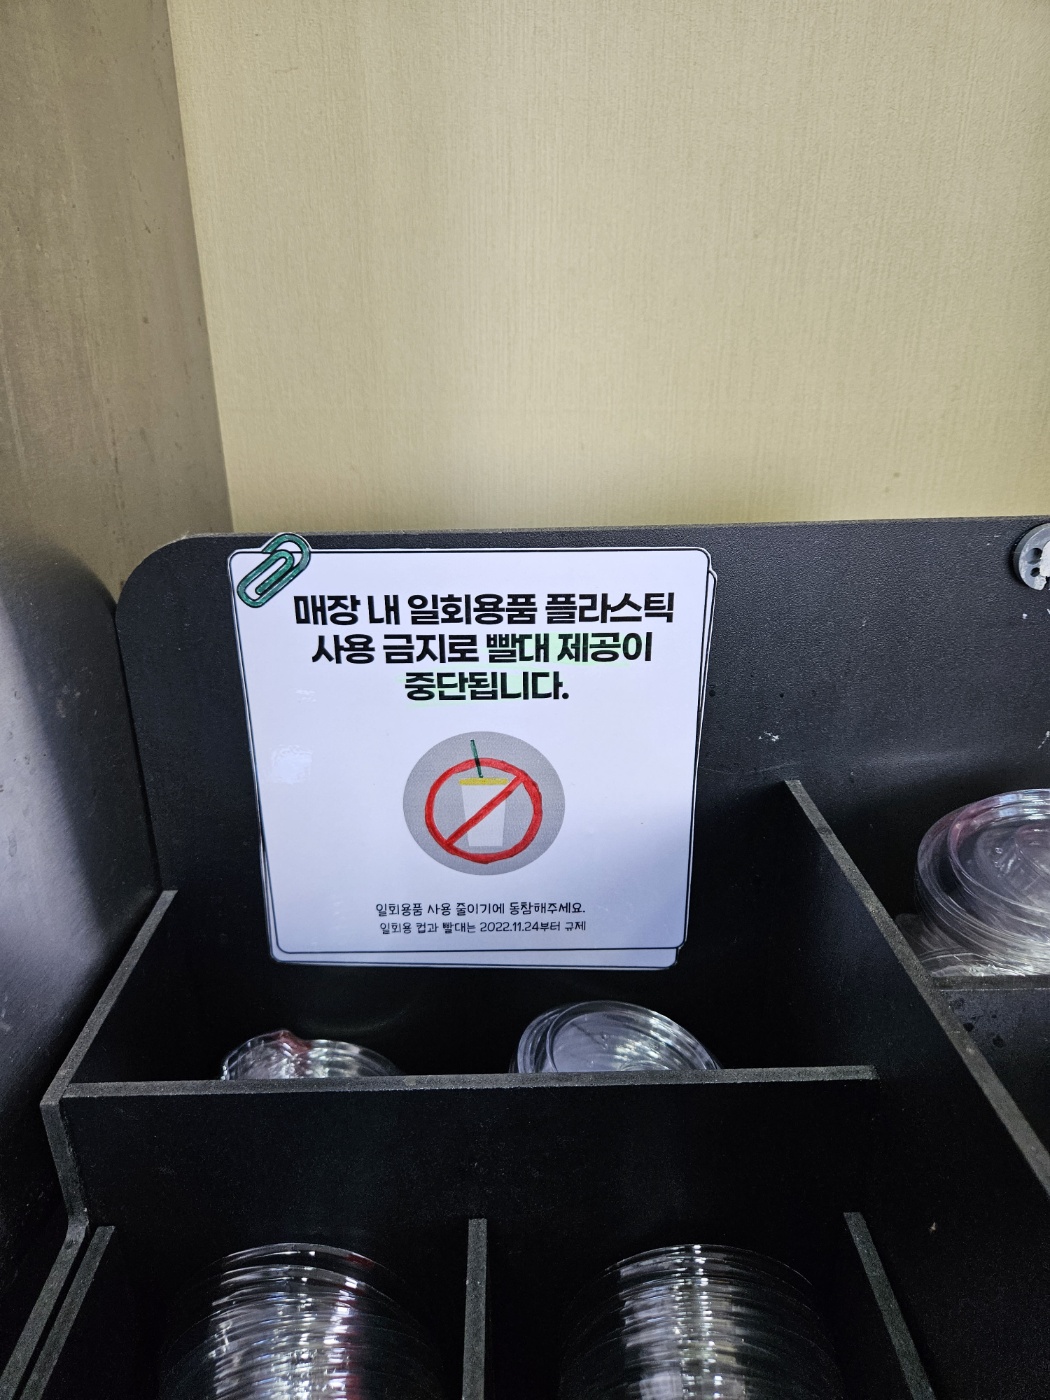 매장 내 일회용품 플라스틱
사용 금지로 빨대 제공이
중단됩니다.
일회용품 사용 줄이기에 동참해주세요.
일회용 컵과 빨대는 2022.11.24부터 규제